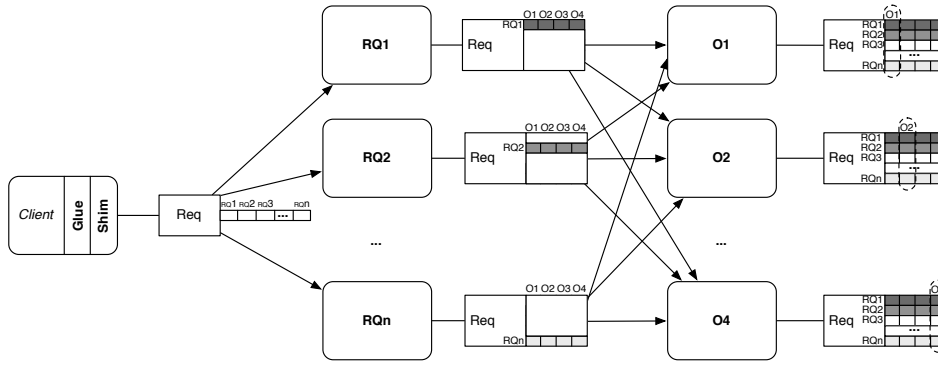 Client
Glue
Shim
Req
RQ1 RQ2 RQ3 ... RQn
RQ1
Req
O1 O2 O3 O4
RQ1
RQ2
Req
O1 O2 O3 O4
RQ2
...
RQn
Req
O1 O2 O3 O4
RQn
O1
Req
O1
RQ1
RQ2
RQ3
...
RQn
O2
Req
O2
RQ1
RQ2
RQ3
...
RQn
...
O4
Req
RQ1
RQ2
RQ3
...
RQn